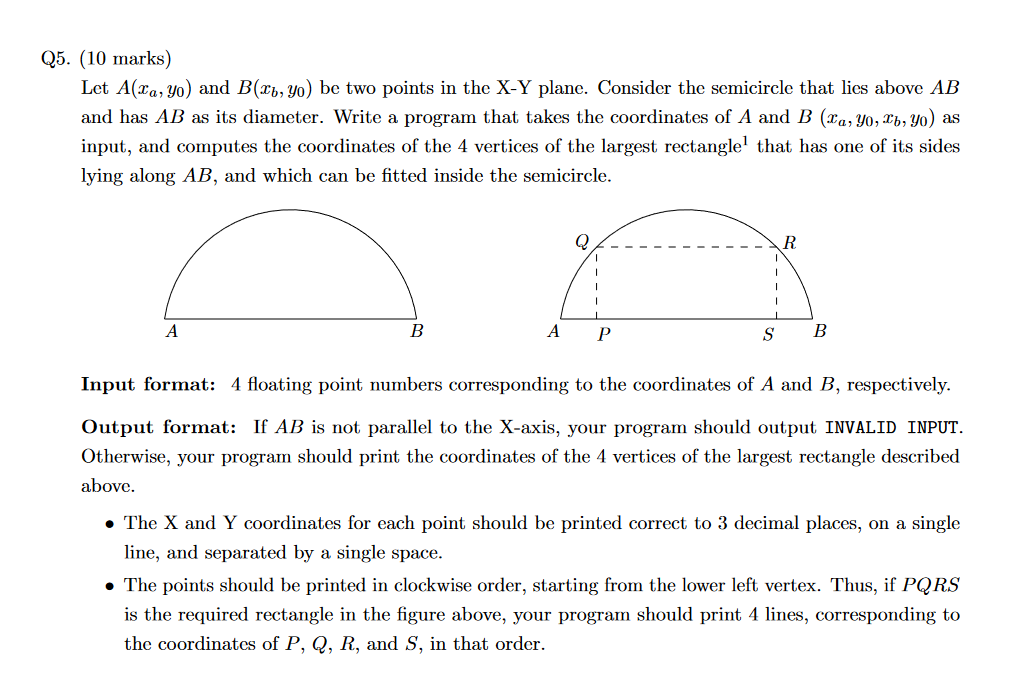 Q5. (10 marks)
Let A(xₐ, y₀) and B(x_b, y₀) be two points in the X-Y plane. Consider the semicircle that lies above AB
and has AB as its diameter. Write a program that takes the coordinates of A and B (xₐ, y₀, x_b, y₀) as
input, and computes the coordinates of the 4 vertices of the largest rectangle¹ that has one of its sides
lying along AB, and which can be fitted inside the semicircle.
Q R
A B A P S B
Input format: 4 floating point numbers corresponding to the coordinates of A and B, respectively.
Output format: If AB is not parallel to the X-axis, your program should output INVALID INPUT.
Otherwise, your program should print the coordinates of the 4 vertices of the largest rectangle described
above.
• The X and Y coordinates for each point should be printed correct to 3 decimal places, on a single
line, and separated by a single space.
• The points should be printed in clockwise order, starting from the lower left vertex. Thus, if PQRS
is the required rectangle in the figure above, your program should print 4 lines, corresponding to
the coordinates of P, Q, R, and S, in that order.